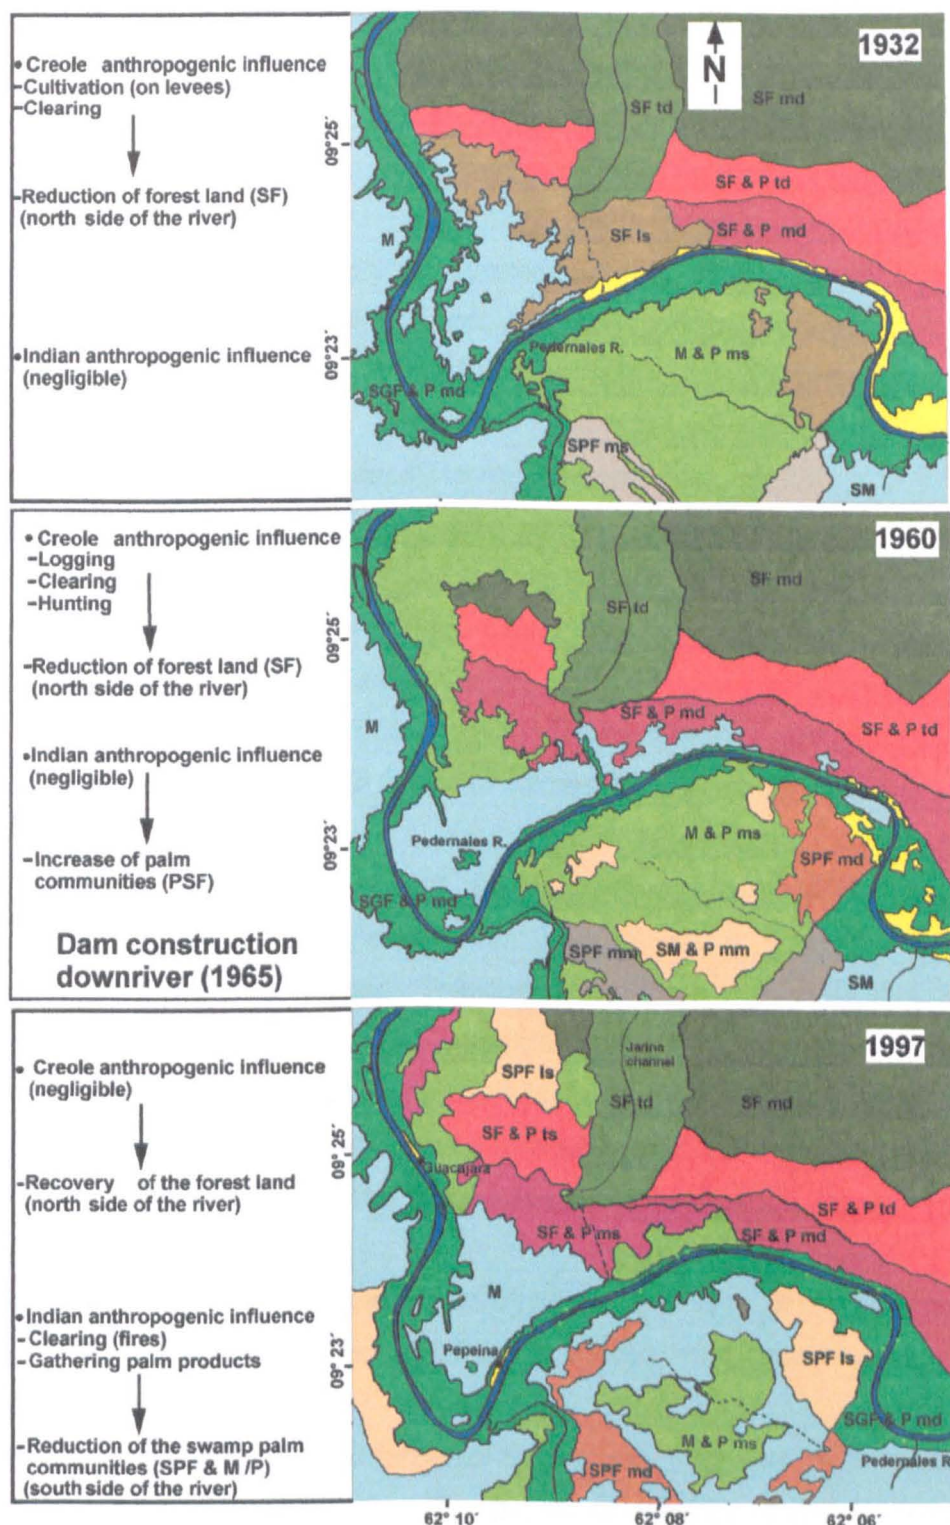 • Creole anthropogenic influence
-Cultivation (on levees)
-Clearing
-Reduction of forest land (SF)
(north side of the river)
•Indian anthropogenic influence
(negligible)
1932
N
SF md
SF td
09°25´
SF & P td
M
SF ls
SF & P md
09°23´
Pedernales R.
M & P ms
SGF & P md
SPF ms
SM
• Creole anthropogenic influence
-Logging
-Clearing
-Hunting
-Reduction of forest land (SF)
(north side of the river)
•Indian anthropogenic influence
(negligible)
-Increase of palm
communities (PSF)
Dam construction
downriver (1965)
1960
SF md
SF td
09°25´
M
SF & P md
SF & P td
09°23´
Pedernales R.
M & P ms
SPF md
SGF & P md
SPF mm
SM & P mm
SM
• Creole anthropogenic influence
(negligible)
-Recovery of the forest land
(north side of the river)
•Indian anthropogenic influence
-Clearing (fires)
-Gathering palm products
-Reduction of the swamp palm
communities (SPF & M /P)
(south side of the river)
1997
Jarina
channel
SPF ls
SF td
SF md
SF & P ts
09° 25´
Guacajara
SF & P td
SF & P ms
SF & P md
M
09° 23´
Pepeina
SPF ls
M & P ms
SGF & P md
SPF md
Pedernales R
62° 10´
62° 08´
62° 06´